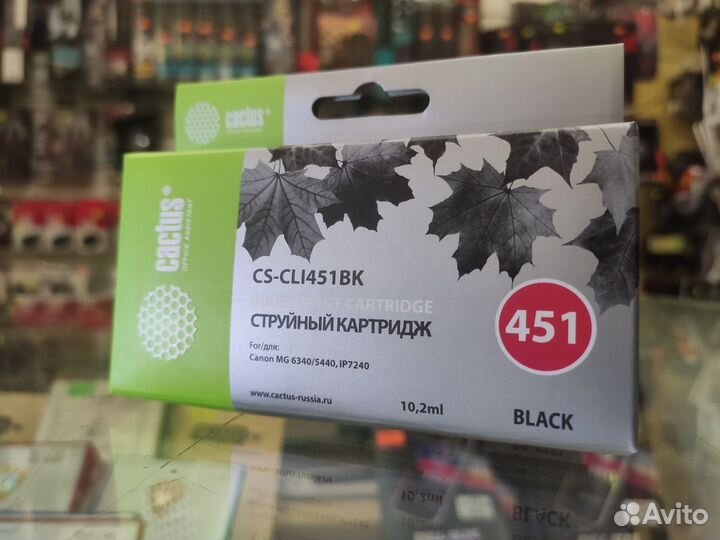 cactus®
cactus®
OFFICE ASSISTANT
CS-CLI451BK
INKJET PRINT CARTRIDGE
СТРУЙНЫЙ КАРТРИДЖ
For/для:
Canon MG 6340/5440, IP7240
www.cactus-russia.ru
10,2ml
451
BLACK
10,2ml
BLACK
Avito